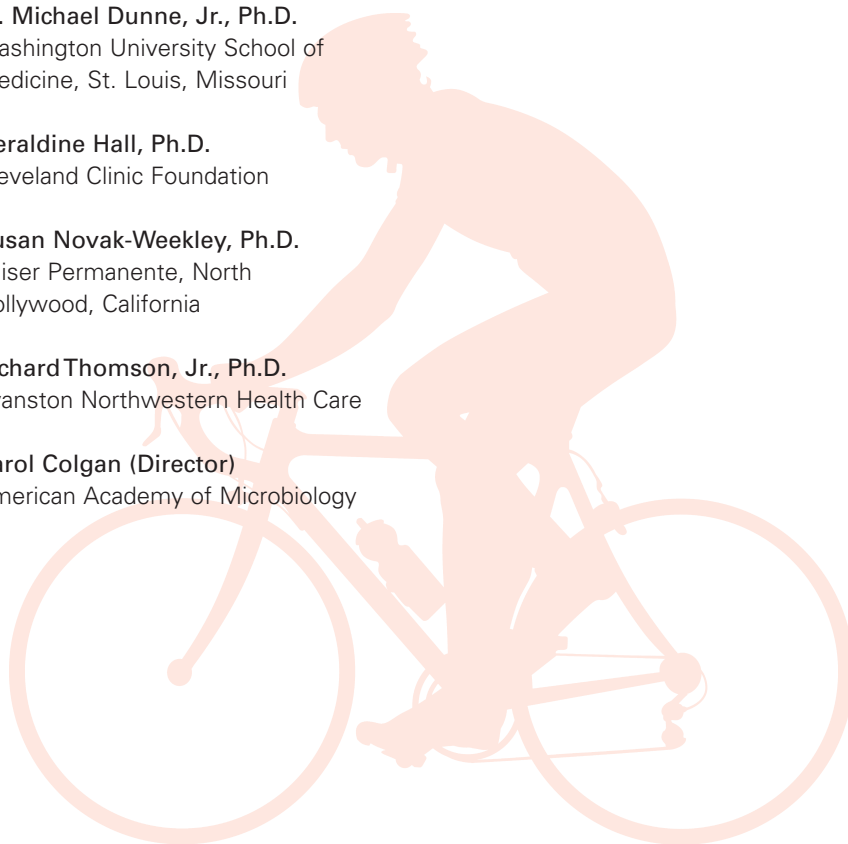 . Michael Dunne, Jr., Ph.D.
ashington University School of
edicine, St. Louis, Missouri
eraldine Hall, Ph.D.
leveland Clinic Foundation
usan Novak-Weekley, Ph.D.
iser Permanente, North
ollywood, California
chard Thomson, Jr., Ph.D.
vanston Northwestern Health Care
arol Colgan (Director)
merican Academy of Microbiology